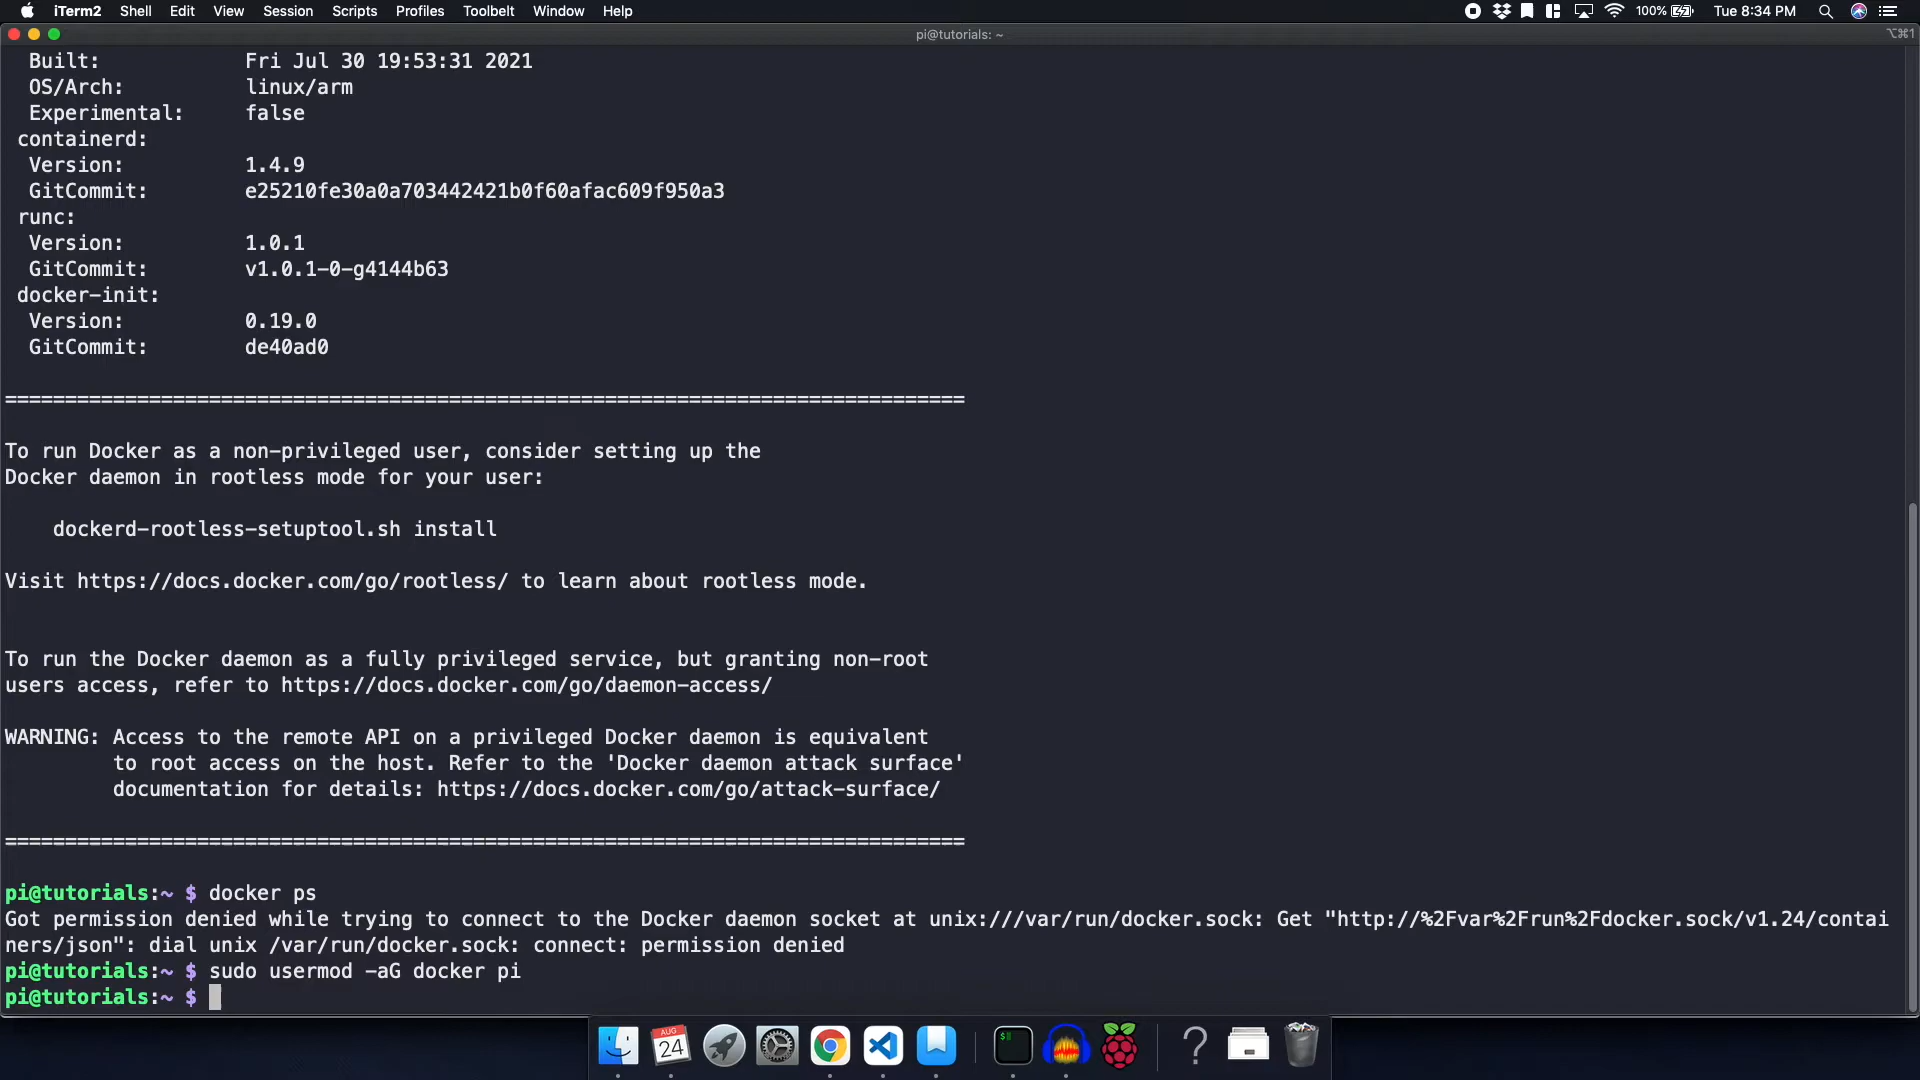 iTerm2 Shell Edit View Session Scripts Profiles Toolbelt Window Help 100% Tue 8:34 PM
pi@tutorials: ~ ⌥⌘1
Built: Fri Jul 30 19:53:31 2021
OS/Arch: linux/arm
Experimental: false
containerd:
Version: 1.4.9
GitCommit: e25210fe30a0a703442421b0f60afac609f950a3
runc:
Version: 1.0.1
GitCommit: v1.0.1-0-g4144b63
docker-init:
Version: 0.19.0
GitCommit: de40ad0
================================================================================
To run Docker as a non-privileged user, consider setting up the
Docker daemon in rootless mode for your user:
dockerd-rootless-setuptool.sh install
Visit https://docs.docker.com/go/rootless/ to learn about rootless mode.
To run the Docker daemon as a fully privileged service, but granting non-root
users access, refer to https://docs.docker.com/go/daemon-access/
WARNING: Access to the remote API on a privileged Docker daemon is equivalent
to root access on the host. Refer to the 'Docker daemon attack surface'
documentation for details: https://docs.docker.com/go/attack-surface/
================================================================================
pi@tutorials:~ $ docker ps
Got permission denied while trying to connect to the Docker daemon socket at unix:///var/run/docker.sock: Get "http://%2Fvar%2Frun%2Fdocker.sock/v1.24/contai
ners/json": dial unix /var/run/docker.sock: connect: permission denied
pi@tutorials:~ $ sudo usermod -aG docker pi
pi@tutorials:~ $
AUG
24
$
?